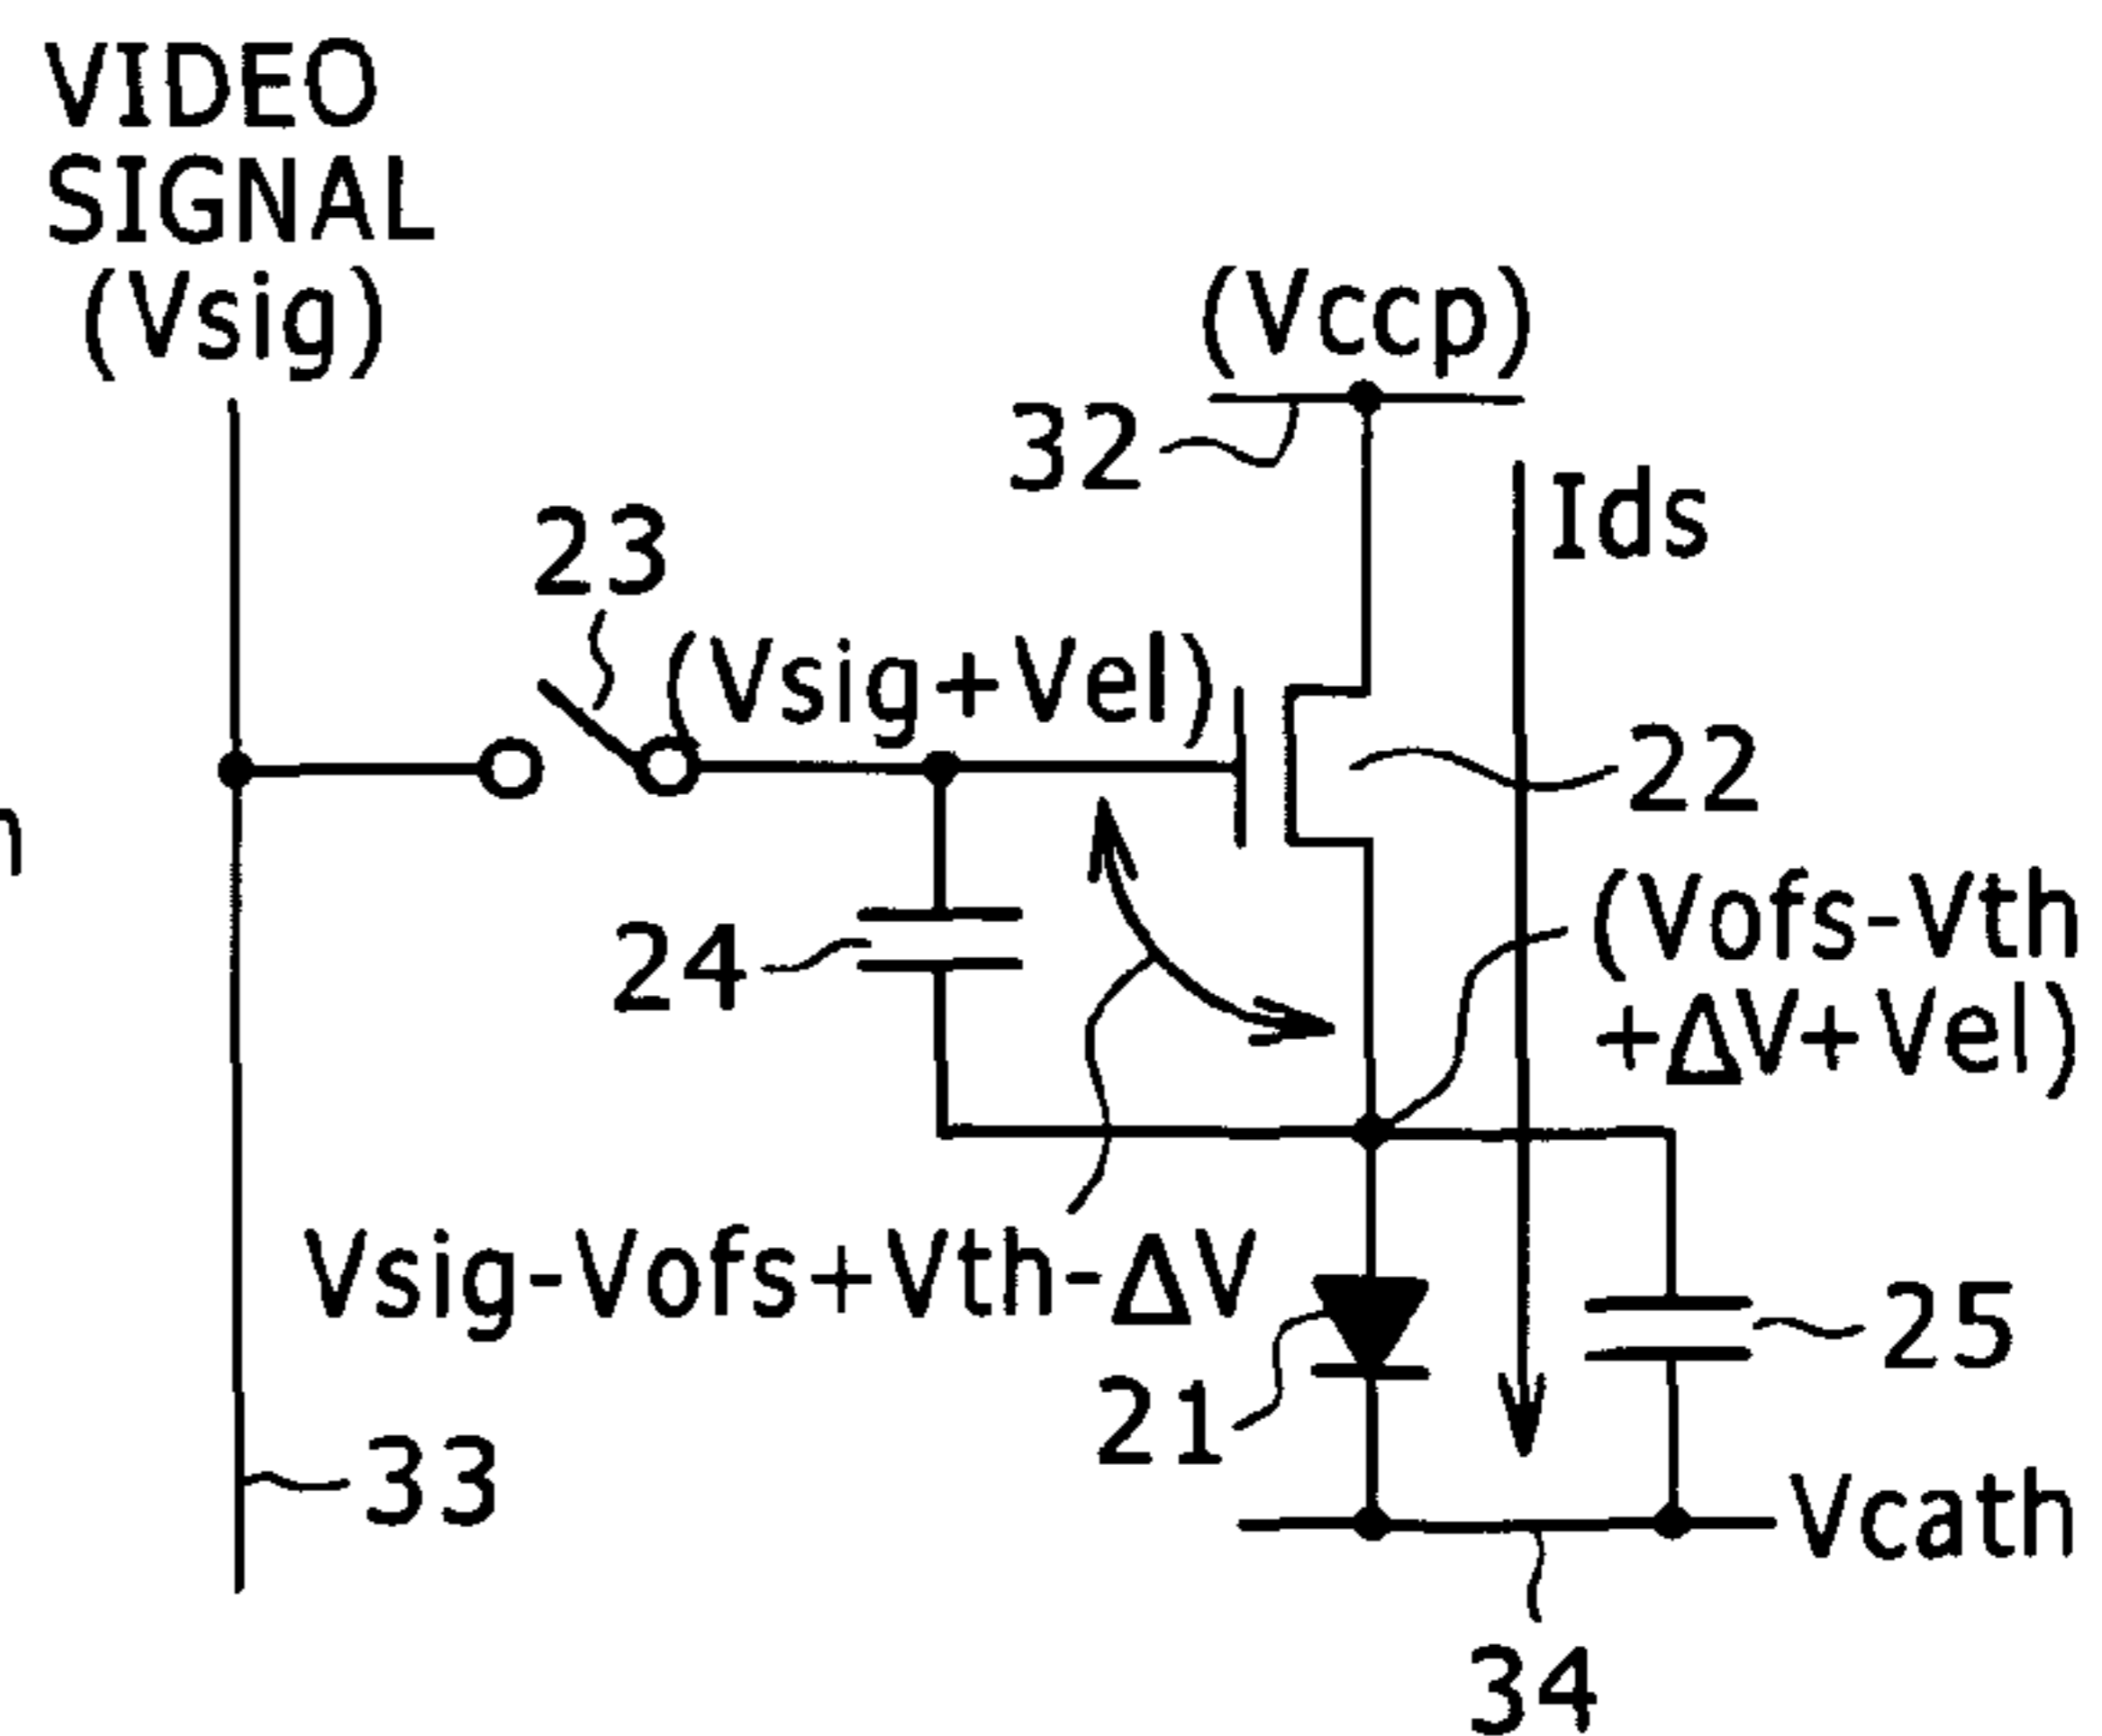 VIDEO
SIGNAL
(Vsig)
(Vccp)
32
Ids
23
(Vsig+Vel)
22
(Vofs-Vth
+ΔV+Vel)
24
n
Vsig-Vofs+Vth-ΔV
25
21
33
Vcath
34